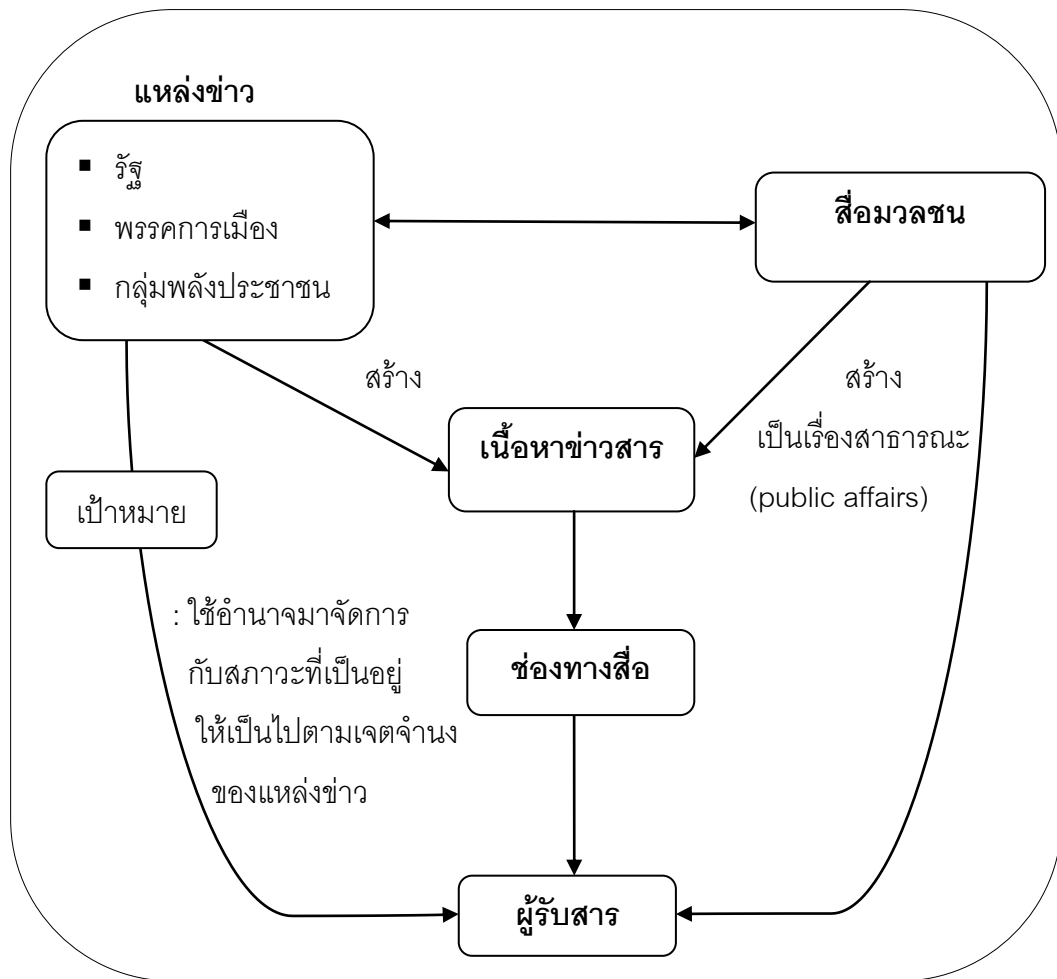 แหล่งข่าว
▪ รัฐ
▪ พรรคการเมือง
▪ กลุ่มพลังประชาชน
สื่อมวลชน
สร้าง
สร้าง
เป็นเรื่องสาธารณะ
(public affairs)
เนื้อหาข่าวสาร
เป้าหมาย
: ใช้อำนาจมาจัดการ
กับสภาวะที่เป็นอยู่
ให้เป็นไปตามเจตจำนง
ของแหล่งข่าว
ช่องทางสื่อ
ผู้รับสาร